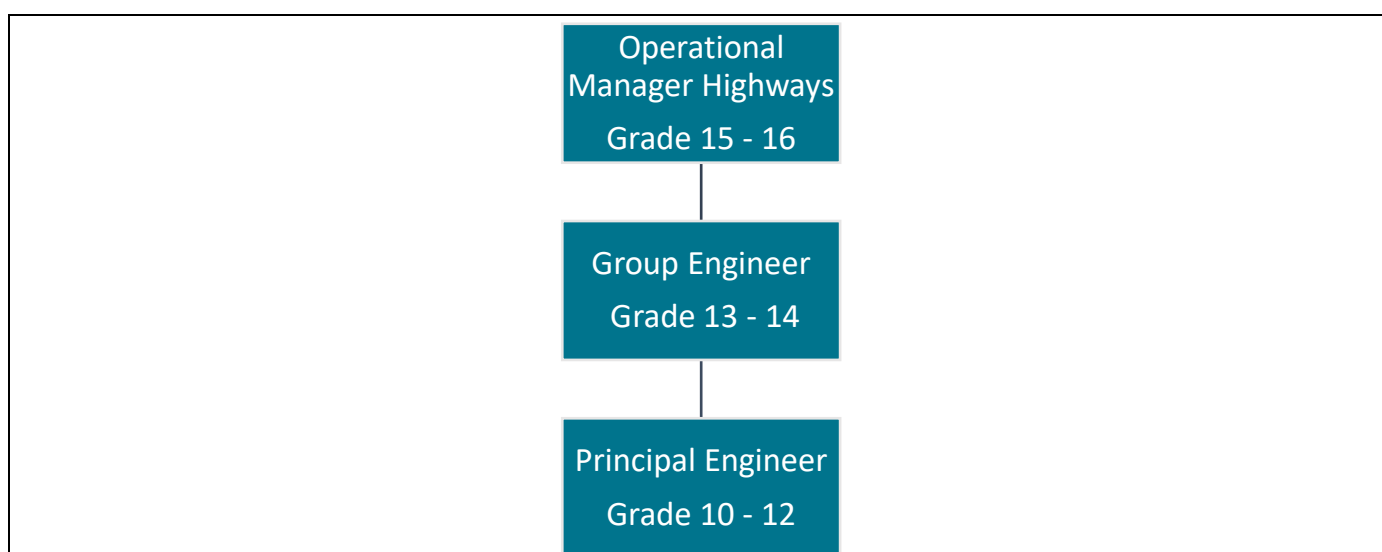 Operational
Manager Highways
Grade 15 - 16
Group Engineer
Grade 13 - 14
Principal Engineer
Grade 10 - 12